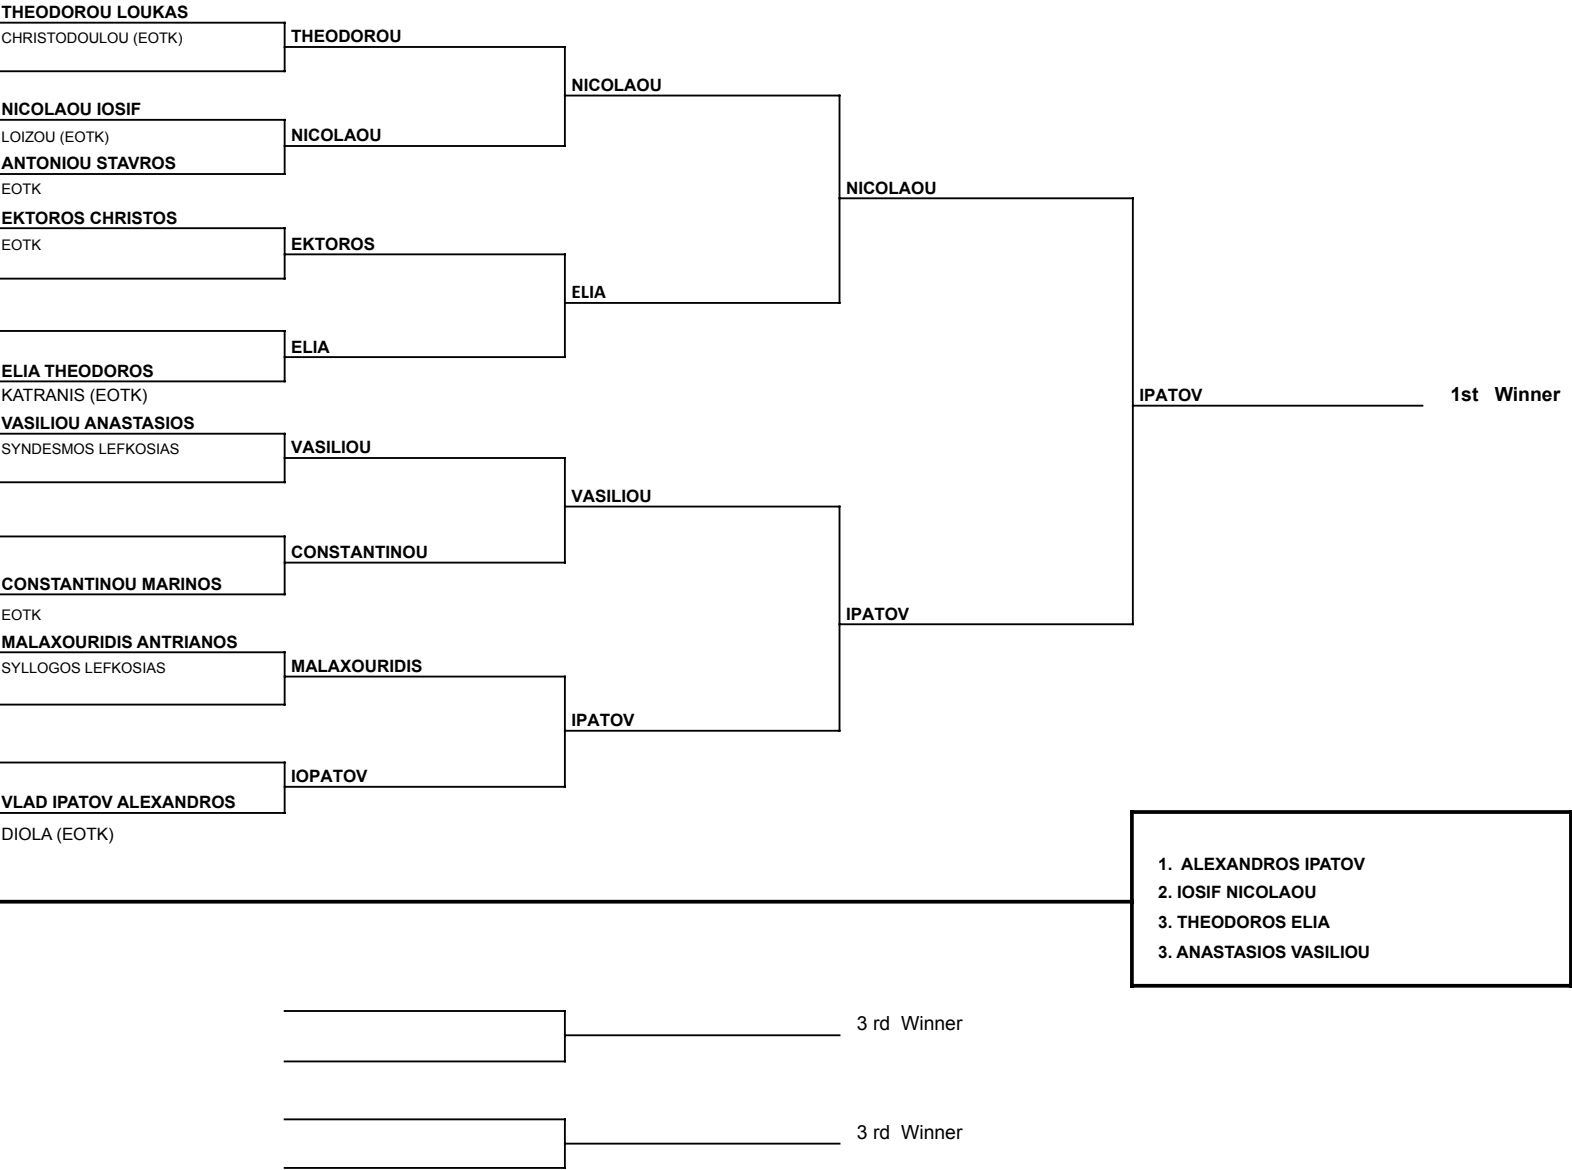 THEODOROU LOUKAS
CHRISTODOULOU (EOTK)
THEODOROU
NICOLAOU
NICOLAOU IOSIF
LOIZOU (EOTK)
NICOLAOU
ANTONIOU STAVROS
EOTK
NICOLAOU
EKTOROS CHRISTOS
EOTK
EKTOROS
ELIA
ELIA
ELIA THEODOROS
KATRANIS (EOTK)
IPATOV
1st Winner
VASILIOU ANASTASIOS
SYNDESMOS LEFKOSIAS
VASILIOU
VASILIOU
CONSTANTINOU
CONSTANTINOU MARINOS
EOTK
IPATOV
MALAXOURIDIS ANTRIANOS
SYLLOGOS LEFKOSIAS
MALAXOURIDIS
IPATOV
IOPATOV
VLAD IPATOV ALEXANDROS
DIOLA (EOTK)
1. ALEXANDROS IPATOV
2. IOSIF NICOLAOU
3. THEODOROS ELIA
3. ANASTASIOS VASILIOU
3 rd Winner
3 rd Winner